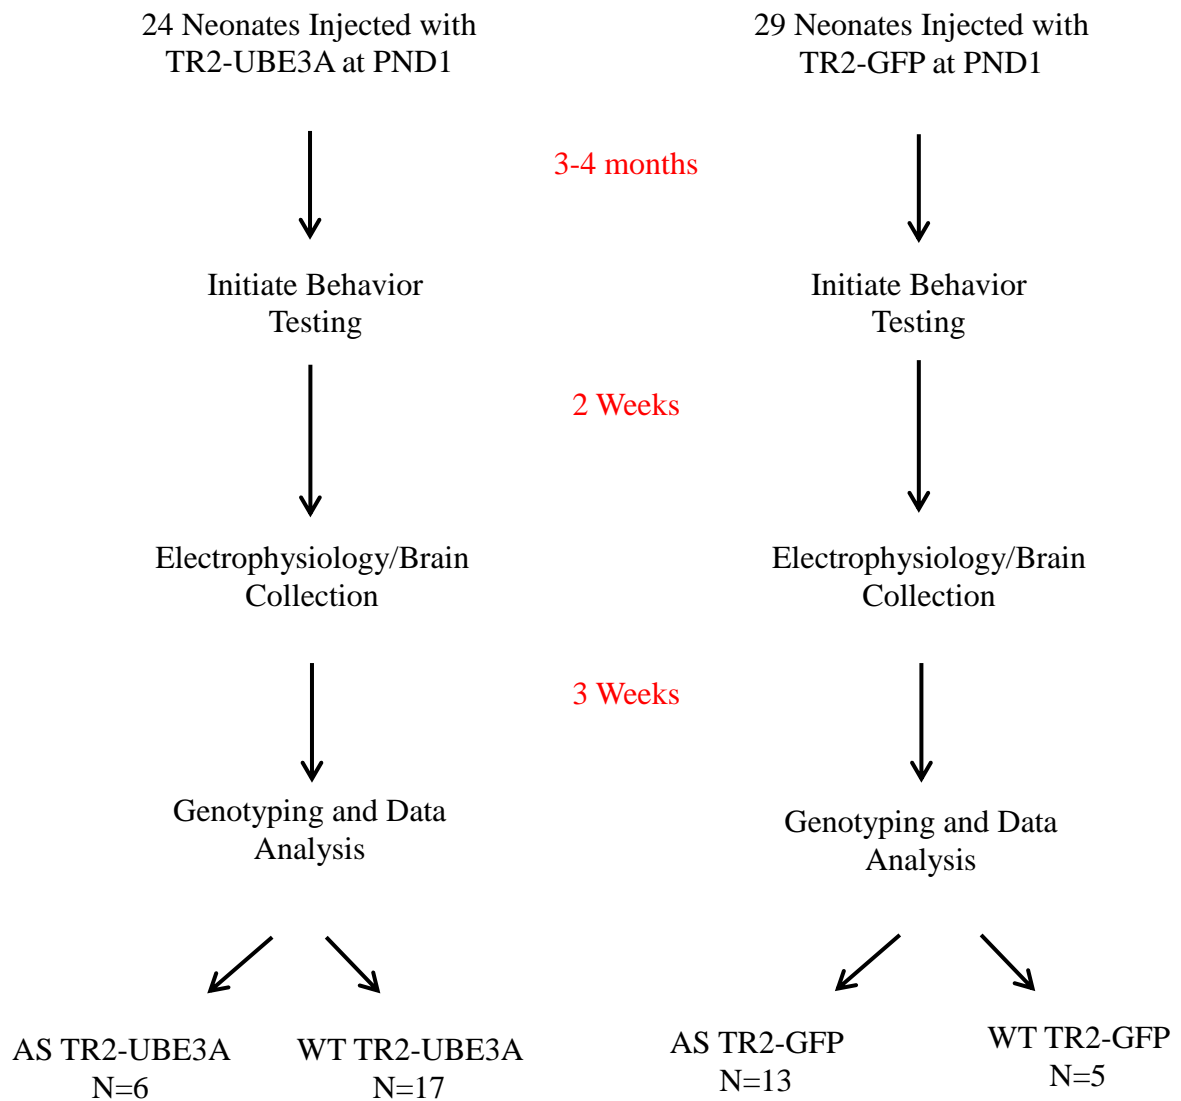 24 Neonates Injected with
TR2-UBE3A at PND1
29 Neonates Injected with
TR2-GFP at PND1
3-4 months
Initiate Behavior
Testing
Initiate Behavior
Testing
2 Weeks
Electrophysiology/Brain
Collection
Electrophysiology/Brain
Collection
3 Weeks
Genotyping and Data
Analysis
Genotyping and Data
Analysis
AS TR2-UBE3A
N=6
WT TR2-UBE3A
N=17
AS TR2-GFP
N=13
WT TR2-GFP
N=5